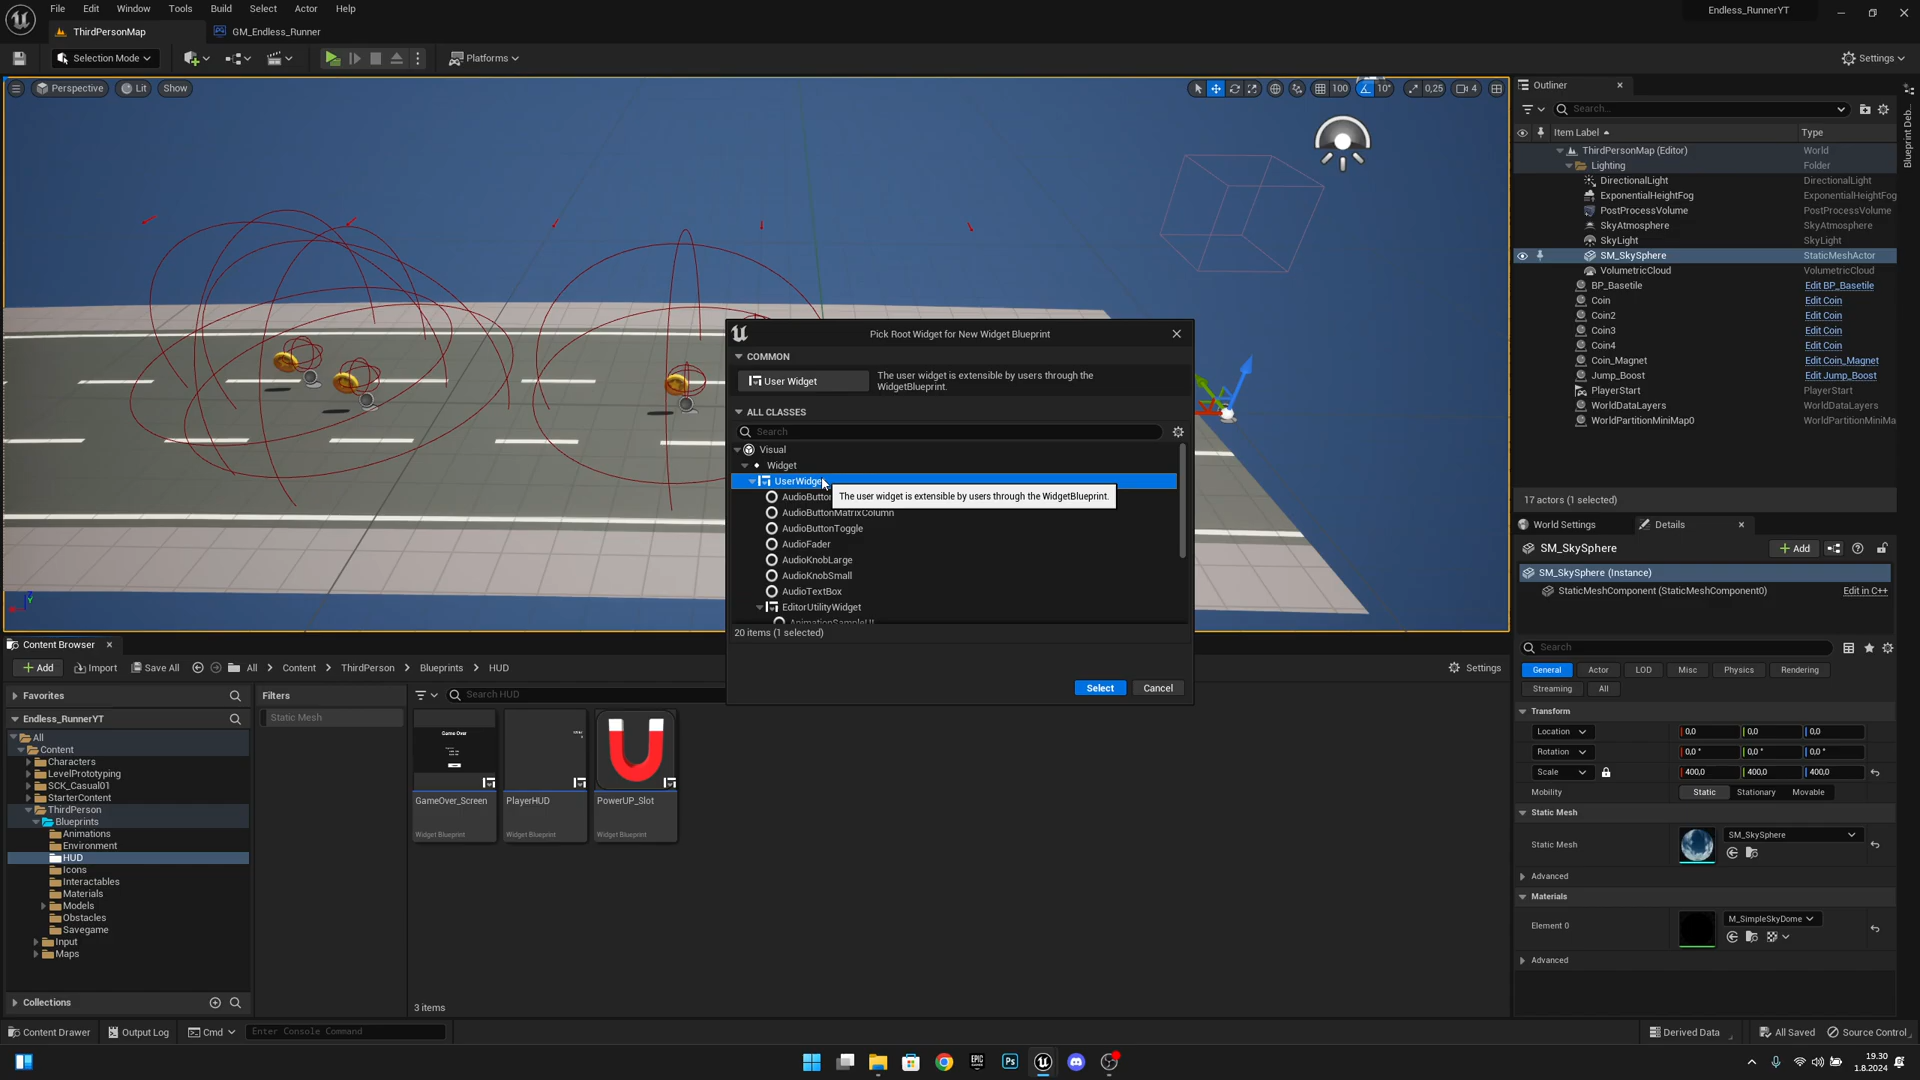 File Edit Window Tools Build Select Actor Help
Endless_RunnerYT
ThirdPersonMap
GM_Endless_Runner
Selection Mode
Platforms
Settings
Perspective
Lit
Show
100
10°
0,25
4
Outliner
Search...
Item Label
Type
ThirdPersonMap (Editor) World
Lighting Folder
DirectionalLight DirectionalLight
ExponentialHeightFog ExponentialHeightFog
PostProcessVolume PostProcessVolume
SkyAtmosphere SkyAtmosphere
SkyLight SkyLight
SM_SkySphere StaticMeshActor
VolumetricCloud VolumetricCloud
BP_Basetile Edit BP_Basetile
Coin Edit Coin
Coin2 Edit Coin
Coin3 Edit Coin
Coin4 Edit Coin
Coin_Magnet Edit Coin_Magnet
Jump_Boost Edit Jump_Boost
PlayerStart PlayerStart
WorldDataLayers WorldDataLayers
WorldPartitionMiniMap0 WorldPartitionMiniMa
17 actors (1 selected)
Blueprint Deb...
Pick Root Widget for New Widget Blueprint
COMMON
User Widget
The user widget is extensible by users through the
WidgetBlueprint.
ALL CLASSES
Search
Visual
Widget
UserWidget
AudioButton
The user widget is extensible by users through the WidgetBlueprint.
AudioButtonMatrixColumn
AudioButtonToggle
AudioFader
AudioKnobLarge
AudioKnobSmall
AudioTextBox
EditorUtilityWidget
AnimationSampleUI
20 items (1 selected)
Select
Cancel
World Settings
Details
SM_SkySphere
Add
SM_SkySphere (Instance)
StaticMeshComponent (StaticMeshComponent0)
Edit in C++
Search
General Actor LOD Misc Physics Rendering
Streaming All
Transform
Location 0,0 0,0 0,0
Rotation 0,0 ° 0,0 ° 0,0 °
Scale 400,0 400,0 400,0
Mobility Static Stationary Movable
Static Mesh
Static Mesh SM_SkySphere
Advanced
Materials
Element 0 M_SimpleSkyDome
Advanced
Content Browser
Add Import Save All All Content ThirdPerson Blueprints HUD
Settings
Favorites
Endless_RunnerYT
All
Content
Characters
LevelPrototyping
SCK_Casual01
StarterContent
ThirdPerson
Blueprints
Animations
Environment
HUD
Icons
Interactables
Materials
Models
Obstacles
Savegame
Input
Maps
Collections
Filters
Static Mesh
Search HUD
Game Over
GameOver_Screen
Widget Blueprint
PlayerHUD
Widget Blueprint
PowerUP_Slot
Widget Blueprint
3 items
Content Drawer
Output Log
Cmd
Enter Console Command
Derived Data
All Saved
Source Control
EPIC
Ps
19.30
1.8.2024